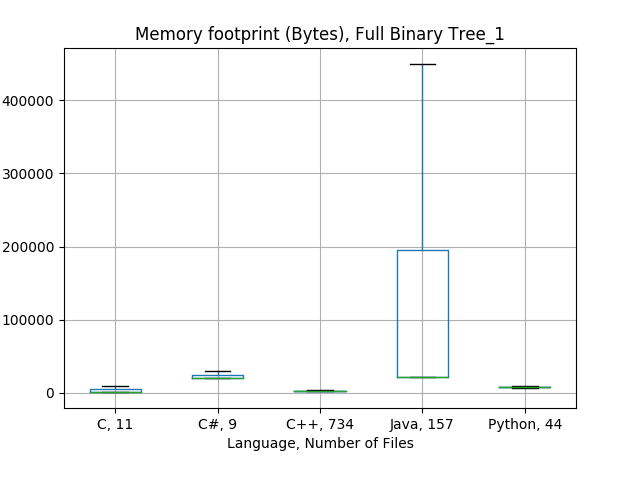 Memory footprint (Bytes), Full Binary Tree_1
400000
300000
200000
100000
0
C, 11
C#, 9
C++, 734
Java, 157
Python, 44
Language, Number of Files